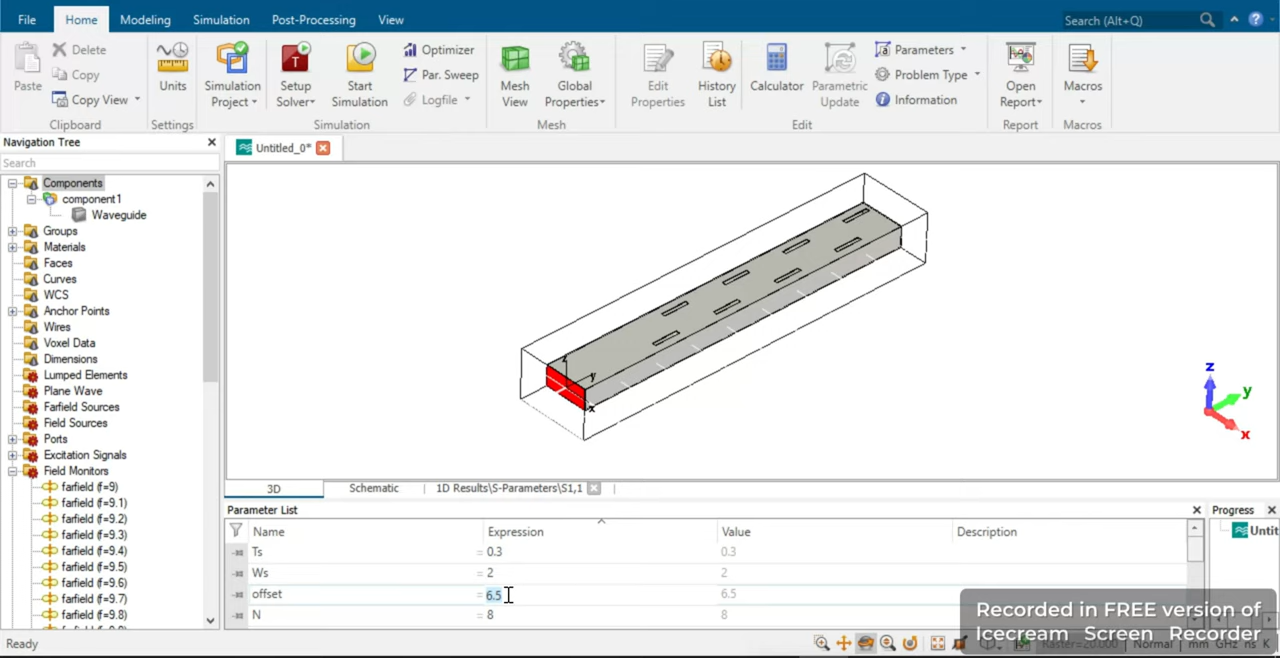 File Home Modeling Simulation Post-Processing View Search (Alt+Q)
Paste Delete Copy Copy View Clipboard
Units Settings
Simulation Project Setup Solver Start Simulation Optimizer Par. Sweep Logfile Simulation
Mesh View Global Properties Mesh
Edit Properties History List Calculator Parametric Update Parameters Problem Type Information Edit
Open Report Report
Macros Macros
Navigation Tree
Search
Components
component1
Waveguide
Groups
Materials
Faces
Curves
WCS
Anchor Points
Wires
Voxel Data
Dimensions
Lumped Elements
Plane Wave
Farfield Sources
Field Sources
Ports
Excitation Signals
Field Monitors
farfield (f=9)
farfield (f=9.1)
farfield (f=9.2)
farfield (f=9.3)
farfield (f=9.4)
farfield (f=9.5)
farfield (f=9.6)
farfield (f=9.7)
farfield (f=9.8)
Untitled_0*
z
y
x
z
y
x
3D Schematic 1D Results\S-Parameters\S1,1
Parameter List
Name Expression Value Description
Ts = 0.3 0.3
Ws = 2 2
offset = 6.5 6.5
N = 8 8
Progress
Untit
Recorded in FREE version of
Icecream Screen Recorder
Ready
Raster=20.000 Normal mm GHz ns K